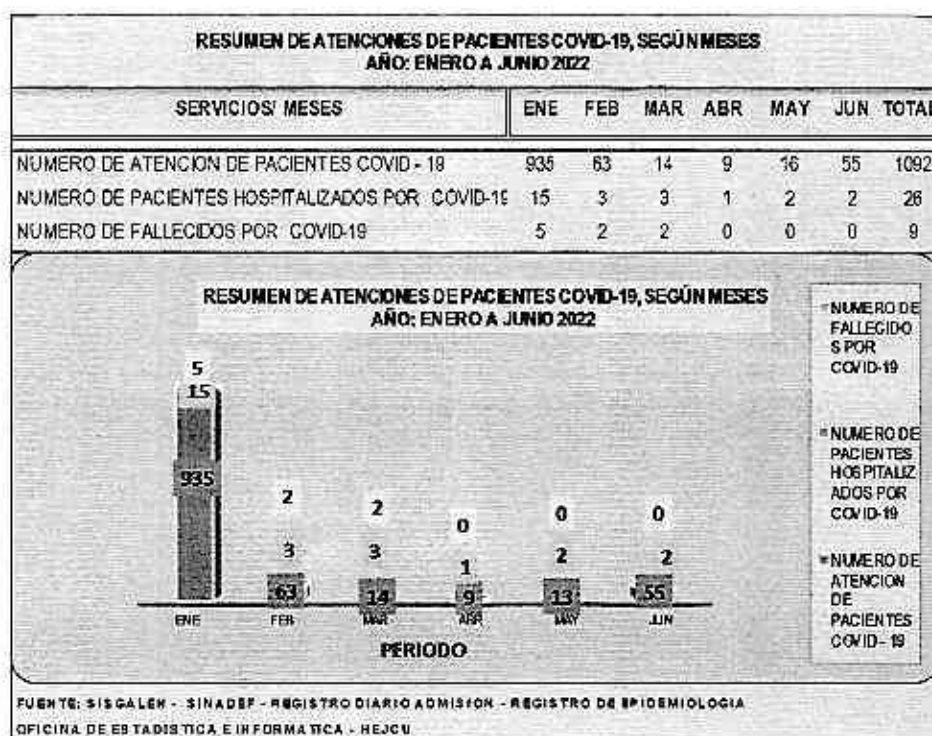 RESUMEN DE ATENCIONES DE PACIENTES COVID-19, SEGÚN MESES
AÑO: ENERO A JUNIO 2022
SERVICIOS/ MESES ENE FEB MAR ABR MAY JUN TOTAL
NUMERO DE ATENCION DE PACIENTES COVID - 19 935 63 14 9 16 55 1092
NUMERO DE PACIENTES HOSPITALIZADOS POR COVID-19 15 3 3 1 2 2 26
NUMERO DE FALLECIDOS POR COVID-19 5 2 2 0 0 0 9
RESUMEN DE ATENCIONES DE PACIENTES COVID-19, SEGÚN MESES
AÑO: ENERO A JUNIO 2022
5
15
935
2 2 0 0 0
3 3 1 2 2
63 14 9 13 55
ENE FEB MAR ABR MAY JUN
PERIODO
NUMERO DE
FALLECIDO
S POR
COVID-19
NUMERO DE
PACIENTES
HOSPITALIZ
ADOS POR
COVID-19
NUMERO DE
ATENCION
DE
PACIENTES
COVID - 19
FUENTE: SISGALEN - SINADEF - REGISTRO DIARIO ADMISION - REGISTRO DE EPIDEMIOLOGIA
OFICINA DE ESTADISTICA E INFORMATICA - HEJCU